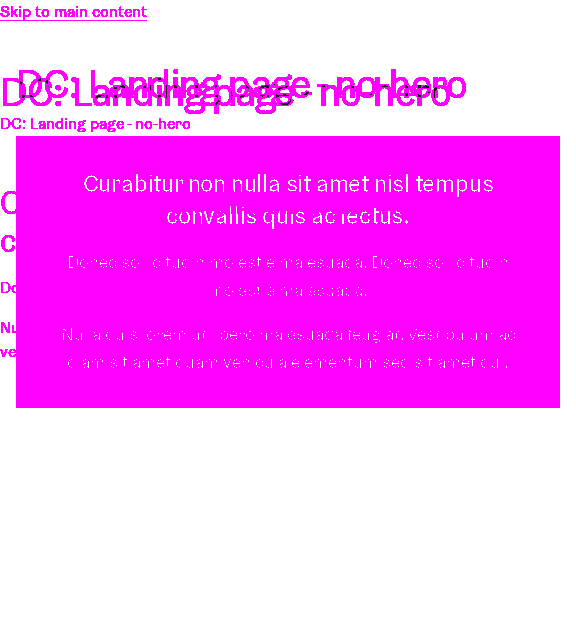 Skip to main content
DC: Landing page - no-hero
DC: Landing page - no-hero
DC: Landing page - no-hero
Curabitur non nulla sit amet nisl tempus
convallis quis ac lectus.
Donec sollicitudin molestie malesuada. Donec sollicitudin
molestie malesuada.
Nulla quis lorem ut libero malesuada feugiat. Vestibulum ac
diam sit amet quam vehicula elementum sed sit amet dui.